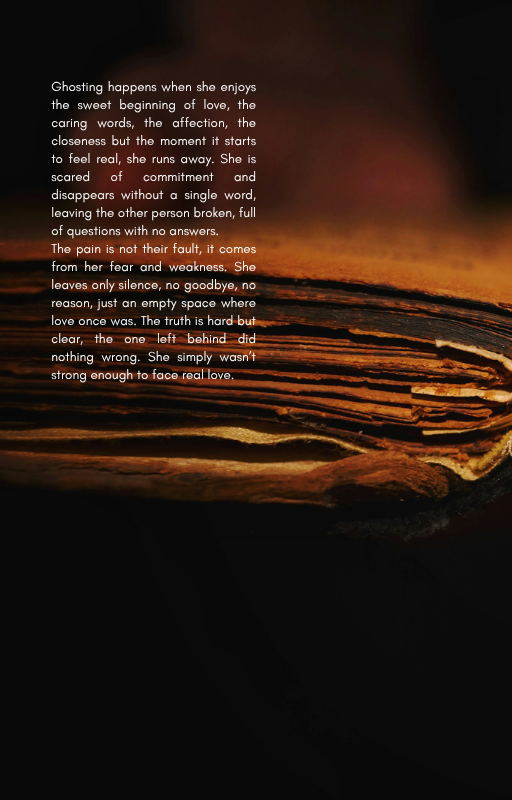 Ghosting happens when she enjoys
the sweet beginning of love, the
caring words, the affection, the
closeness but the moment it starts
to feel real, she runs away. She is
scared of commitment and
disappears without a single word,
leaving the other person broken, full
of questions with no answers.
The pain is not their fault, it comes
from her fear and weakness. She
leaves only silence, no goodbye, no
reason, just an empty space where
love once was. The truth is hard but
clear, the one left behind did
nothing wrong. She simply wasn't
strong enough to face real love.